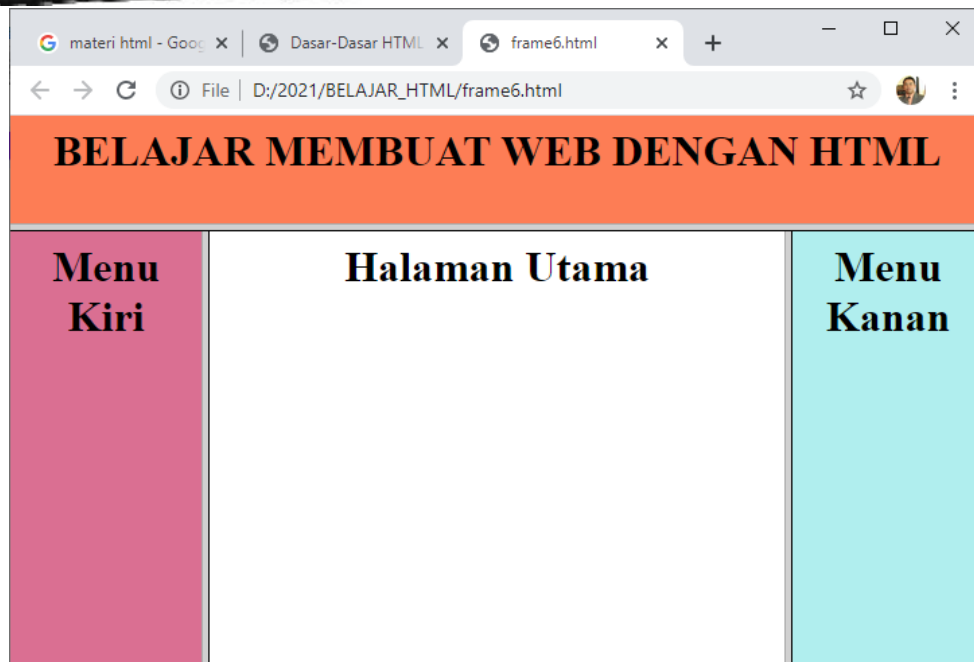 materi html - Goog
Dasar-Dasar HTML
frame6.html
File
D:/2021/BELAJAR_HTML/frame6.html
BELAJAR MEMBUAT WEB DENGAN HTML
Menu
Kiri
Halaman Utama
Menu
Kanan